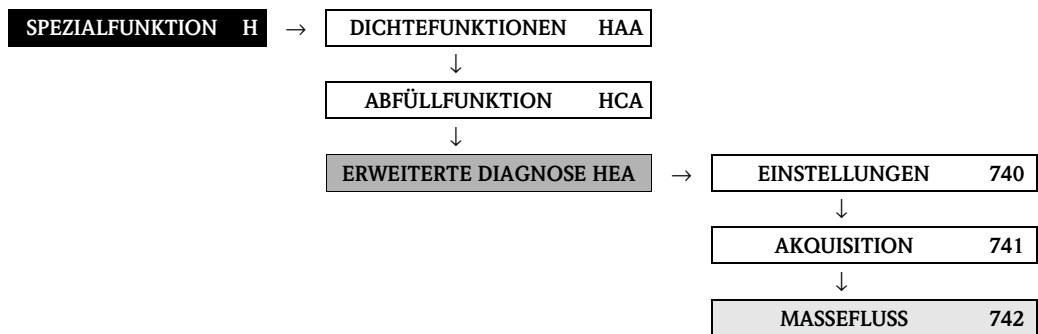 SPEZIALFUNKTION H → DICHTEFUNKTIONEN HAA
↓
ABFÜLLFUNKTION HCA
↓
ERWEITERTE DIAGNOSE HEA → EINSTELLUNGEN 740
↓
AKQUISITION 741
↓
MASSEFLUSS 742